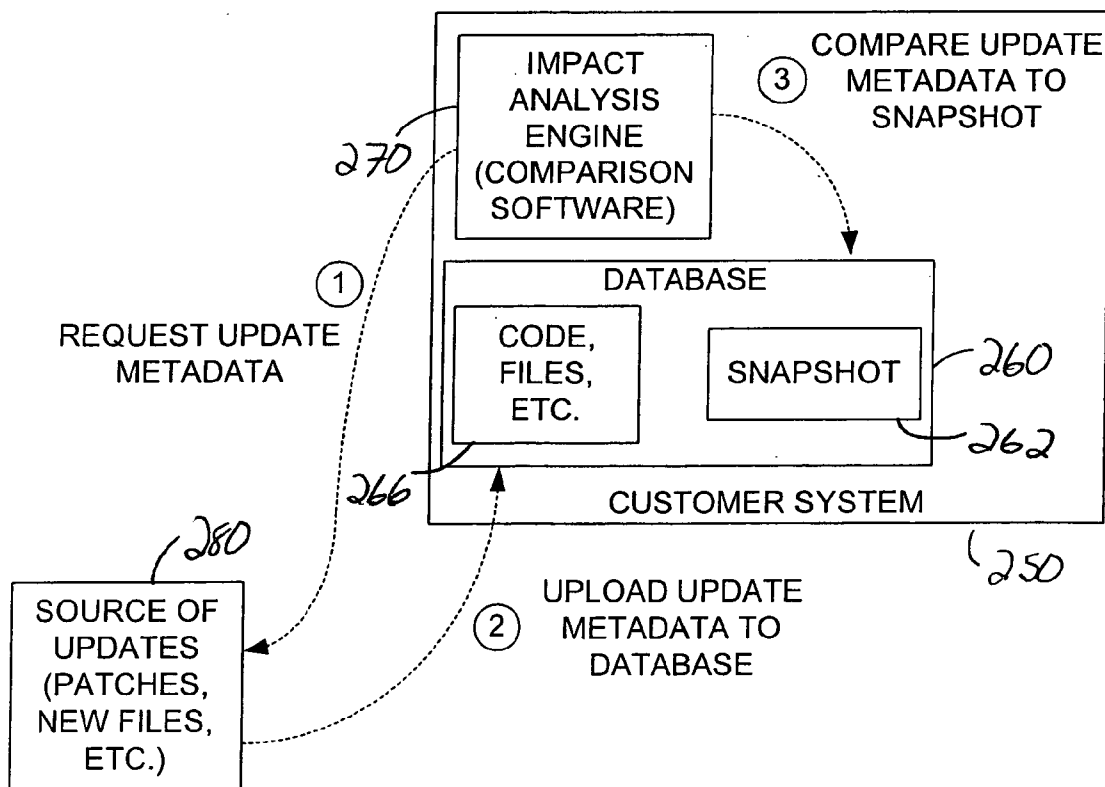 IMPACT
ANALYSIS
ENGINE
(COMPARISON
SOFTWARE)
270
3
COMPARE UPDATE
METADATA TO
SNAPSHOT
1
REQUEST UPDATE
METADATA
DATABASE
CODE,
FILES,
ETC.
SNAPSHOT
260
262
266
CUSTOMER SYSTEM
250
280
SOURCE OF
UPDATES
(PATCHES,
NEW FILES,
ETC.)
2
UPLOAD UPDATE
METADATA TO
DATABASE